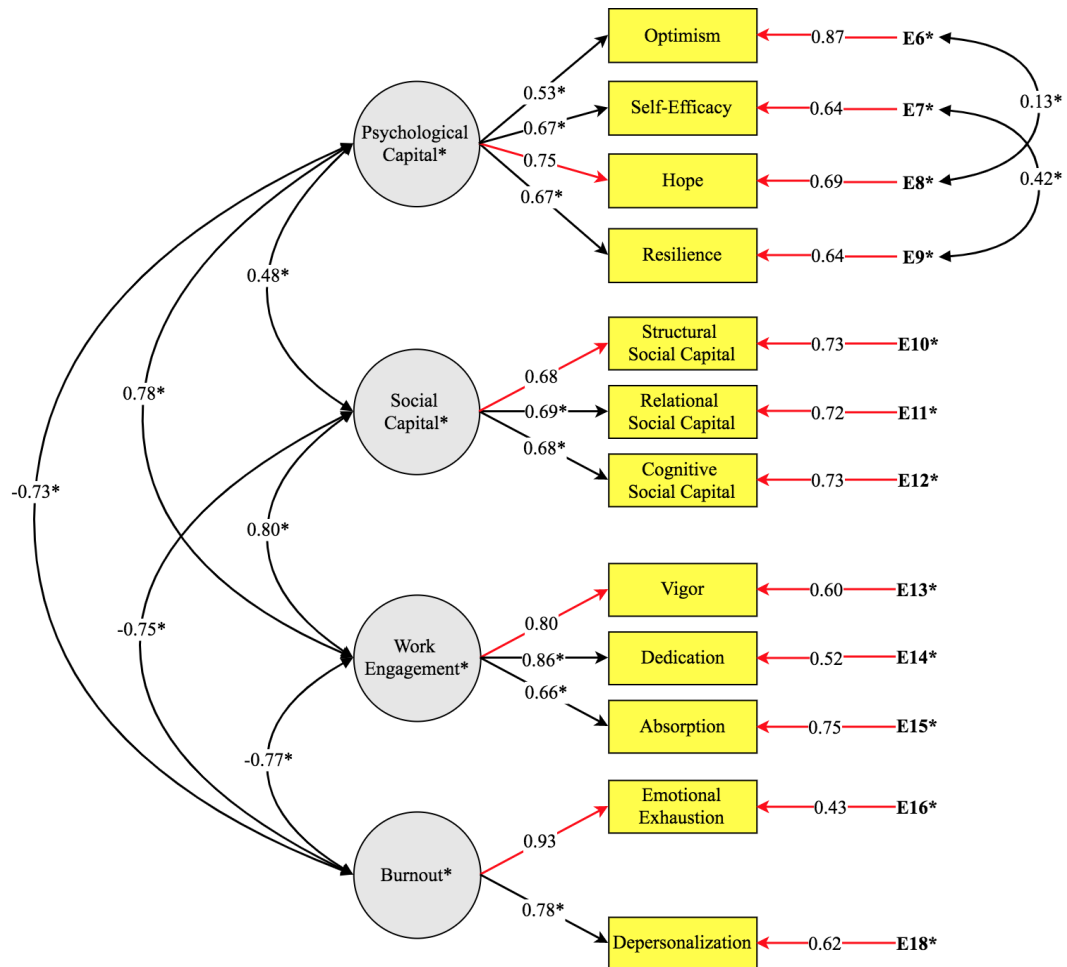 Optimism
0.87
E6*
0.53*
0.13*
Self-Efficacy
0.64
E7*
Psychological
Capital*
0.67*
0.75
Hope
0.69
E8*
0.42*
0.67*
Resilience
0.64
E9*
0.48*
Structural
Social Capital
0.73
E10*
0.68
0.78*
Social
Capital*
0.69*
Relational
Social Capital
0.72
E11*
0.68*
Cognitive
Social Capital
0.73
E12*
-0.73*
0.80*
Vigor
0.60
E13*
0.80
-0.75*
Work
Engagement*
0.86*
Dedication
0.52
E14*
0.66*
Absorption
0.75
E15*
-0.77*
Emotional
Exhaustion
0.43
E16*
0.93
Burnout*
0.78*
Depersonalization
0.62
E18*